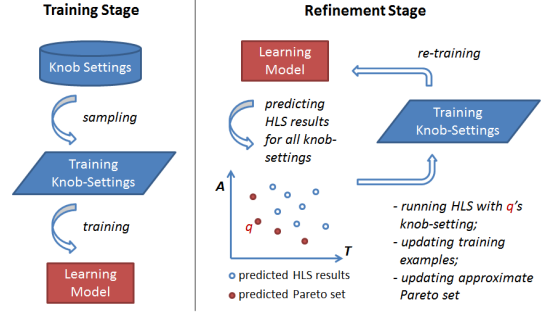 Training Stage
Knob Settings
sampling
Training
Knob-Settings
training
Learning
Model
Refinement Stage
Learning
Model
re-training
predicting
HLS results
for all knob-
settings
Training
Knob-Settings
A
q
T
predicted HLS results
predicted Pareto set
- running HLS with q's
knob-setting;
- updating training
examples;
- updating approximate
Pareto set